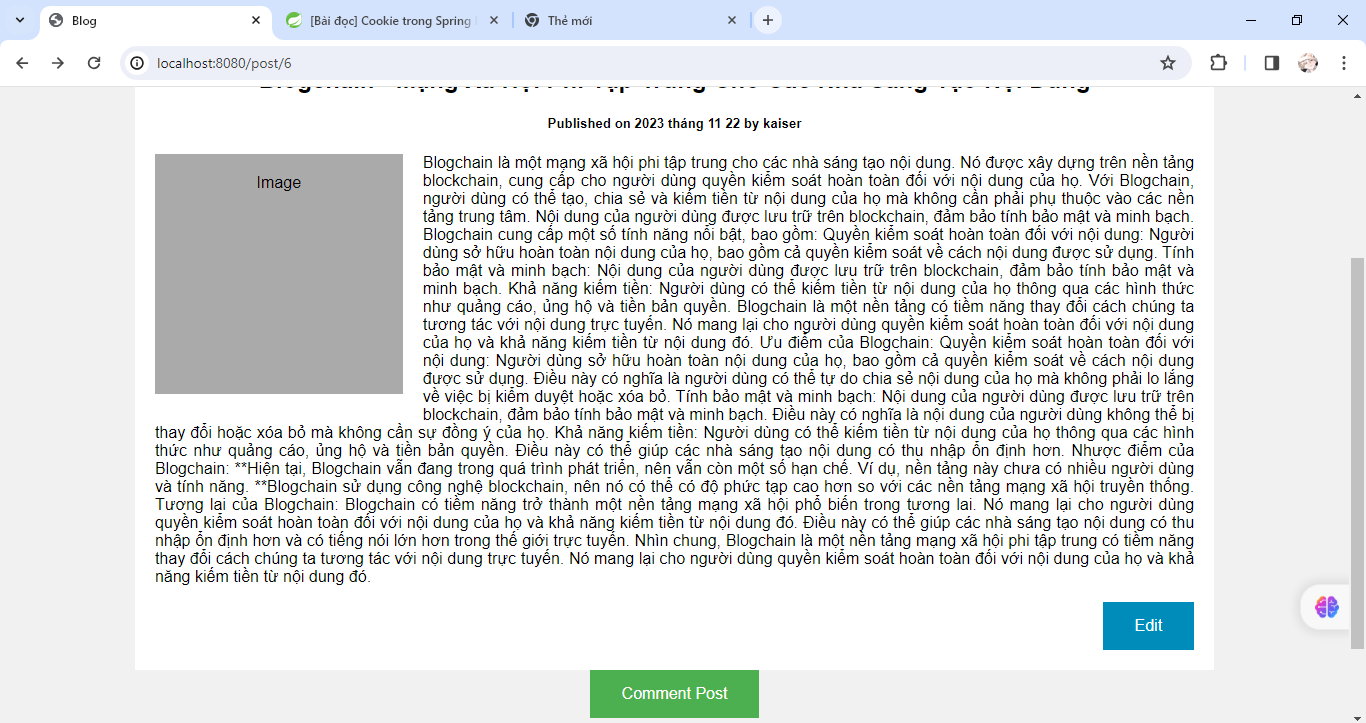 Blog
[Bài đọc] Cookie trong Spring
Thẻ mới
localhost:8080/post/6
Blogchain - Mạng Xã Hội Phi Tập Trung Cho Các Nhà Sáng Tạo Nội Dung
Published on 2023 tháng 11 22 by kaiser
Image
Blogchain là một mạng xã hội phi tập trung cho các nhà sáng tạo nội dung. Nó được xây dựng trên nền tảng
blockchain, cung cấp cho người dùng quyền kiểm soát hoàn toàn đối với nội dung của họ. Với Blogchain,
người dùng có thể tạo, chia sẻ và kiếm tiền từ nội dung của họ mà không cần phải phụ thuộc vào các nền
tảng trung tâm. Nội dung của người dùng được lưu trữ trên blockchain, đảm bảo tính bảo mật và minh bạch.
Blogchain cung cấp một số tính năng nổi bật, bao gồm: Quyền kiểm soát hoàn toàn đối với nội dung: Người
dùng sở hữu hoàn toàn nội dung của họ, bao gồm cả quyền kiểm soát về cách nội dung được sử dụng. Tính
bảo mật và minh bạch: Nội dung của người dùng được lưu trữ trên blockchain, đảm bảo tính bảo mật và
minh bạch. Khả năng kiếm tiền: Người dùng có thể kiếm tiền từ nội dung của họ thông qua các hình thức
như quảng cáo, ủng hộ và tiền bản quyền. Blogchain là một nền tảng có tiềm năng thay đổi cách chúng ta
tương tác với nội dung trực tuyến. Nó mang lại cho người dùng quyền kiểm soát hoàn toàn đối với nội dung
của họ và khả năng kiếm tiền từ nội dung đó. Ưu điểm của Blogchain: Quyền kiểm soát hoàn toàn đối với
nội dung: Người dùng sở hữu hoàn toàn nội dung của họ, bao gồm cả quyền kiểm soát về cách nội dung
được sử dụng. Điều này có nghĩa là người dùng có thể tự do chia sẻ nội dung của họ mà không phải lo lắng
về việc bị kiểm duyệt hoặc xóa bỏ. Tính bảo mật và minh bạch: Nội dung của người dùng được lưu trữ trên
blockchain, đảm bảo tính bảo mật và minh bạch. Điều này có nghĩa là nội dung của người dùng không thể bị
thay đổi hoặc xóa bỏ mà không cần sự đồng ý của họ. Khả năng kiếm tiền: Người dùng có thể kiếm tiền từ nội dung của họ thông qua các hình
thức như quảng cáo, ủng hộ và tiền bản quyền. Điều này có thể giúp các nhà sáng tạo nội dung có thu nhập ổn định hơn. Nhược điểm của
Blogchain: **Hiện tại, Blogchain vẫn đang trong quá trình phát triển, nên vẫn còn một số hạn chế. Ví dụ, nền tảng này chưa có nhiều người dùng
và tính năng. **Blogchain sử dụng công nghệ blockchain, nên nó có thể có độ phức tạp cao hơn so với các nền tảng mạng xã hội truyền thống.
Tương lai của Blogchain: Blogchain có tiềm năng trở thành một nền tảng mạng xã hội phổ biến trong tương lai. Nó mang lại cho người dùng
quyền kiểm soát hoàn toàn đối với nội dung của họ và khả năng kiếm tiền từ nội dung đó. Điều này có thể giúp các nhà sáng tạo nội dung có thu
nhập ổn định hơn và có tiếng nói lớn hơn trong thế giới trực tuyến. Nhìn chung, Blogchain là một nền tảng mạng xã hội phi tập trung có tiềm năng
thay đổi cách chúng ta tương tác với nội dung trực tuyến. Nó mang lại cho người dùng quyền kiểm soát hoàn toàn đối với nội dung của họ và khả
năng kiếm tiền từ nội dung đó.
Edit
Comment Post